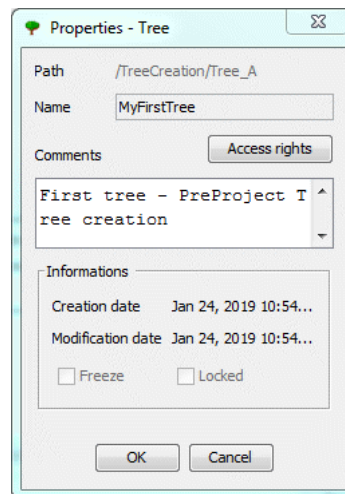 Properties - Tree
Path /TreeCreation/Tree_A
Name MyFirstTree
Comments Access rights
First tree - PreProject T
ree creation
Informations
Creation date Jan 24, 2019 10:54...
Modification date Jan 24, 2019 10:54...
Freeze Locked
OK Cancel